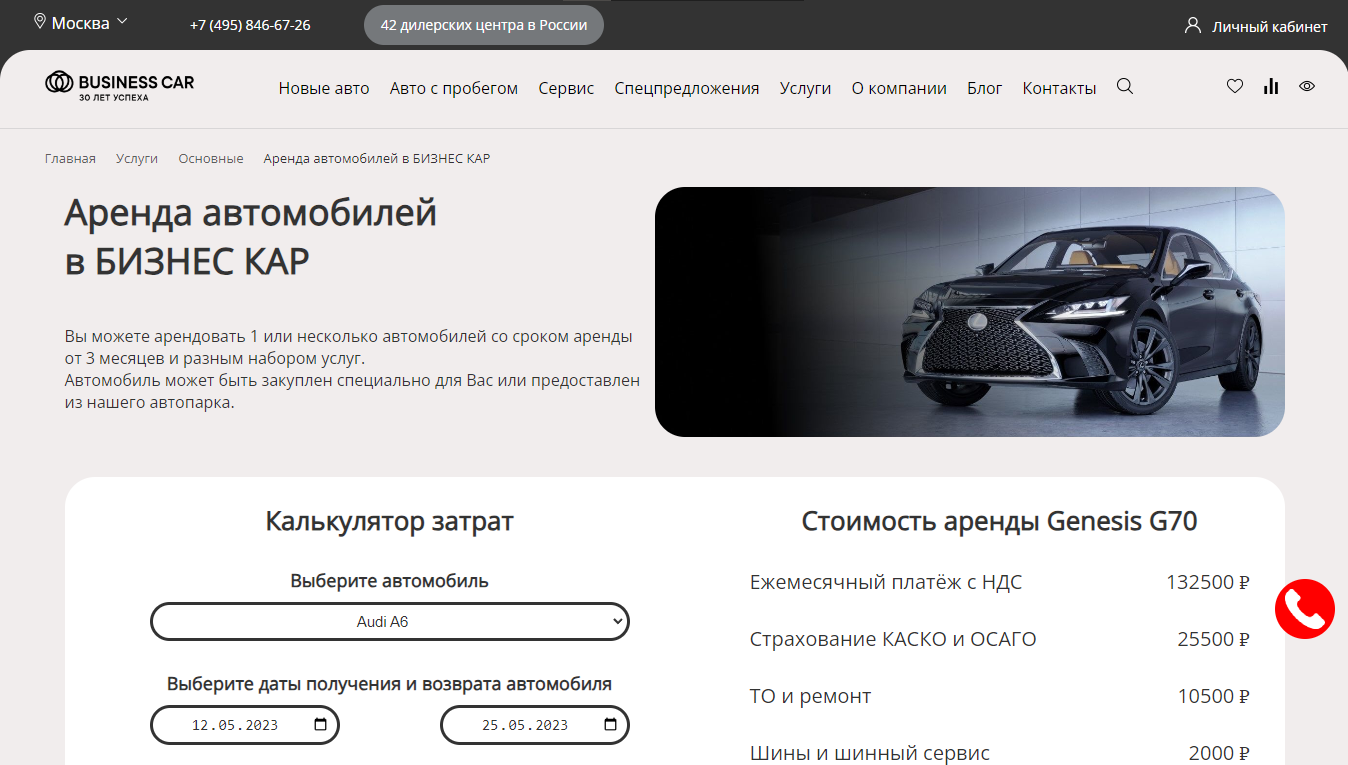 Москва
+7 (495) 846-67-26
42 дилерских центра в России
Личный кабинет
BUSINESS CAR
30 ЛЕТ УСПЕХА
Новые авто
Авто с пробегом
Сервис
Спецпредложения
Услуги
О компании
Блог
Контакты
Главная
Услуги
Основные
Аренда автомобилей в БИЗНЕС КАР
Аренда автомобилей
в БИЗНЕС КАР
Вы можете арендовать 1 или несколько автомобилей со сроком аренды
от 3 месяцев и разным набором услуг.
Автомобиль может быть закуплен специально для Вас или предоставлен
из нашего автопарка.
Калькулятор затрат
Выберите автомобиль
Audi A6
Выберите даты получения и возврата автомобиля
12.05.2023
25.05.2023
Стоимость аренды Genesis G70
Ежемесячный платёж с НДС
132500 ₽
Страхование КАСКО и ОСАГО
25500 ₽
ТО и ремонт
10500 ₽
Шины и шинный сервис
2000 ₽